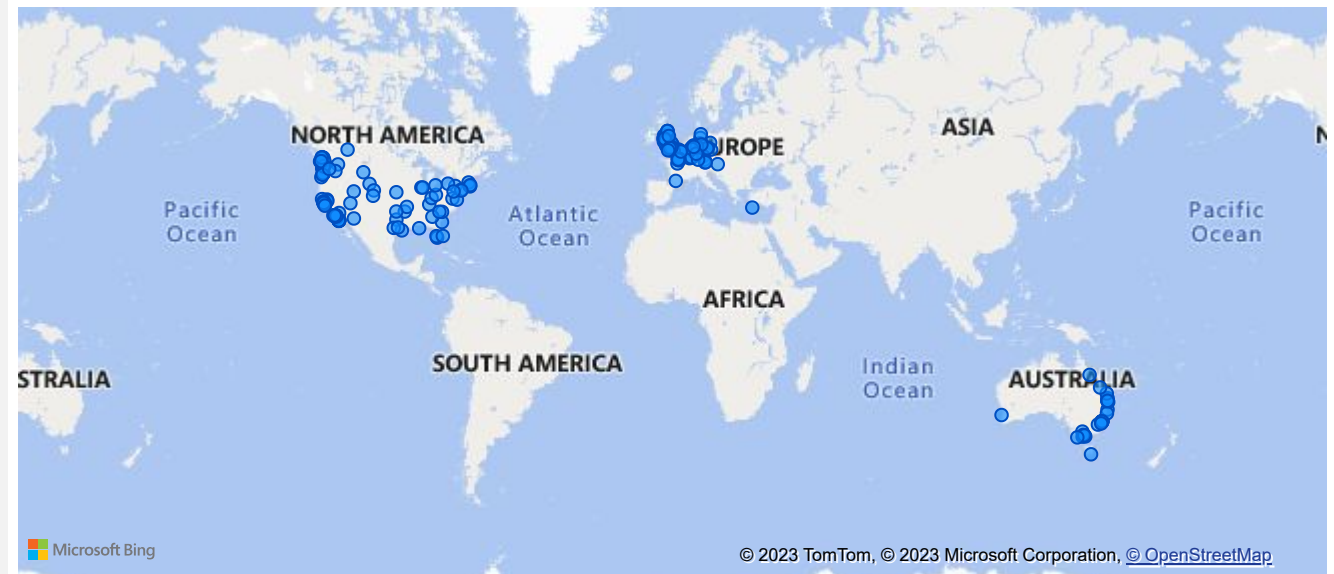 NORTH AMERICA
EUROPE
ASIA
N
Pacific
Ocean
Atlantic
Ocean
Pacific
Ocean
AFRICA
SOUTH AMERICA
Indian
Ocean
STRALIA
AUSTRALIA
Microsoft Bing
© 2023 TomTom, © 2023 Microsoft Corporation, © OpenStreetMap